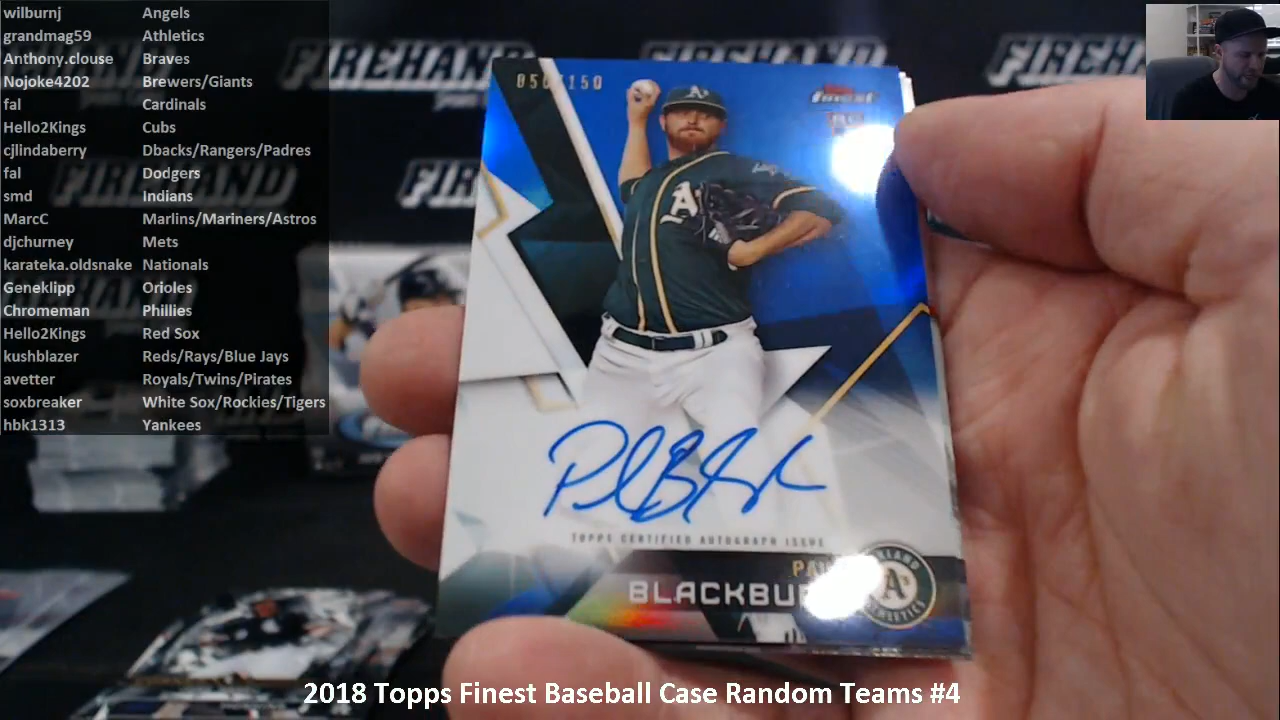 wilburnj Angels
grandmag59 Athletics
Anthony.clouse Braves
Nojoke4202 Brewers/Giants
fal Cardinals
Hello2Kings Cubs
cjlindaberry Dbacks/Rangers/Padres
fal Dodgers
smd Indians
MarcC Marlins/Mariners/Astros
djchurney Mets
karateka.oldsnake Nationals
Geneklipp Orioles
Chromeman Phillies
Hello2Kings Red Sox
kushblazer Reds/Rays/Blue Jays
avetter Royals/Twins/Pirates
soxbreaker White Sox/Rockies/Tigers
hbk1313 Yankees
FIREHAND
FIREHAND
finest
A's
A's
TOPPS CERTIFIED AUTOGRAPH ISSUE
A's
2018 Topps Finest Baseball Case Random Teams #4